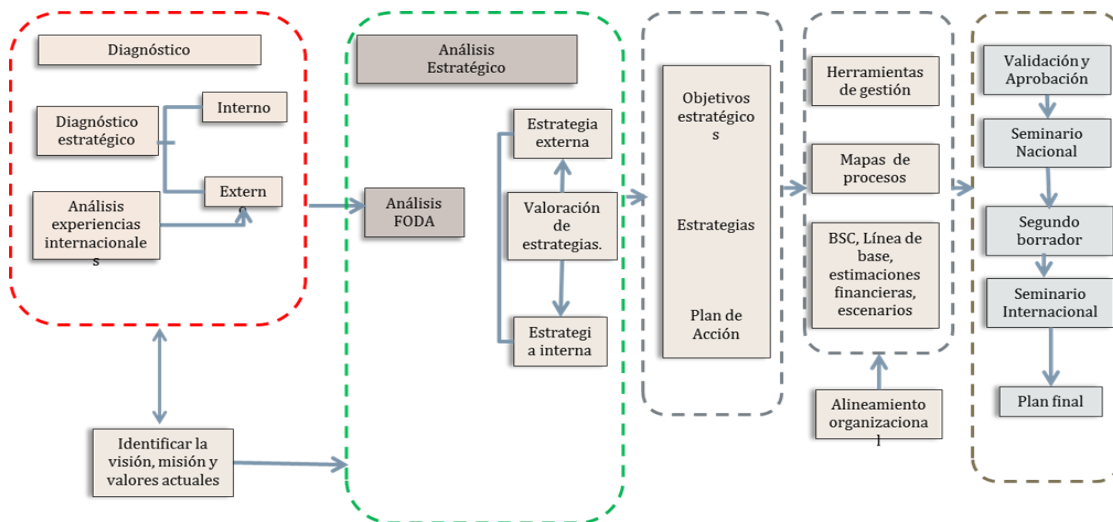 Diagnóstico
Diagnóstico
estratégico
Interno
Extern
o
Análisis
experiencias
internacionale
s
Identificar la
visión, misión y
valores actuales
Análisis
Estratégico
Análisis
FODA
Estrategia
externa
Valoración
de
estrategias.
Estrategi
a interna
Objetivos
estratégico
s
Estrategias
Plan de
Acción
Herramientas
de gestión
Mapas de
procesos
BSC, Línea de
base,
estimaciones
financieras,
escenarios
Alineamiento
organizaciona
l
Validación y
Aprobación
Seminario
Nacional
Segundo
borrador
Seminario
Internacional
Plan final